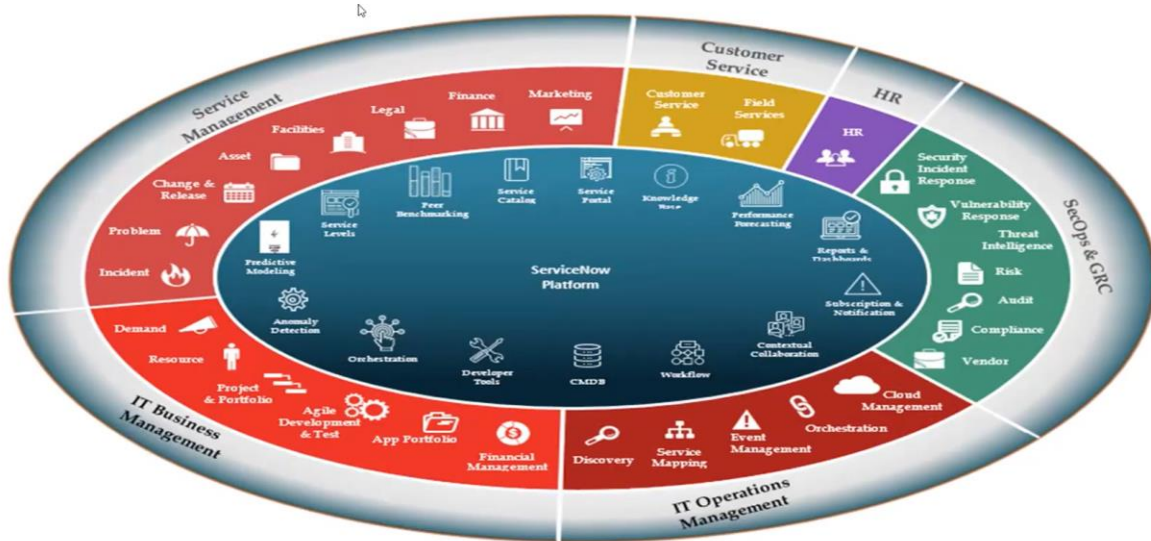 Service
Management
Customer
Service
HR
SecOps & GRC
IT Operations
Management
IT Business
Management
Incident
Problem
Change &
Release
Asset
Facilities
Legal
Finance
Marketing
Customer
Service
Field
Services
HR
Security
Incident
Response
Vulnerability
Response
Threat
Intelligence
Risk
Audit
Compliance
Vendor
Cloud
Management
Orchestration
Event
Management
Service
Mapping
Discovery
Financial
Management
App Portfolio
Agile
Development
& Test
Project
& Portfolio
Resource
Demand
Predictive
Modeling
Service
Levels
Peer
Benchmarking
Service
Catalog
Service
Portal
Knowledge
Base
Performance
Forecasting
Reports &
Dashboards
Subscription &
Notification
Contextual
Collaboration
Workflow
CMDB
Developer
Tools
Orchestration
Anomaly
Detection
ServiceNow
Platform